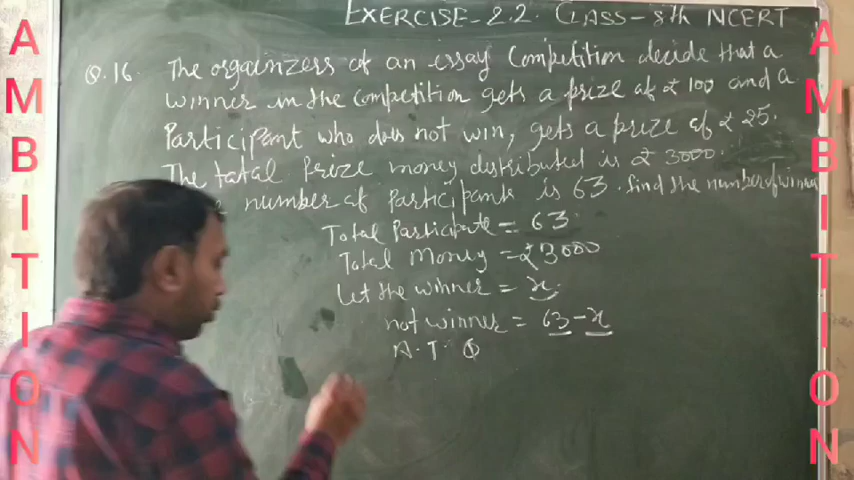 EXERCISE-2.2. CLASS-8th NCERT
Q.16. The orgainzers of an essay Competition decide that a
winner in the competition gets a prize of ₹ 100 and a
Participant who does not win, gets a prize of ₹ 25.
The total prize money distributed is ₹ 3000.
number of participants is 63. find the number of winners
Total Participate = 63.
Total Money = ₹3000
let the winner = x.
not winner = 63-x
A.T.Q
AMBITION
AMBITION